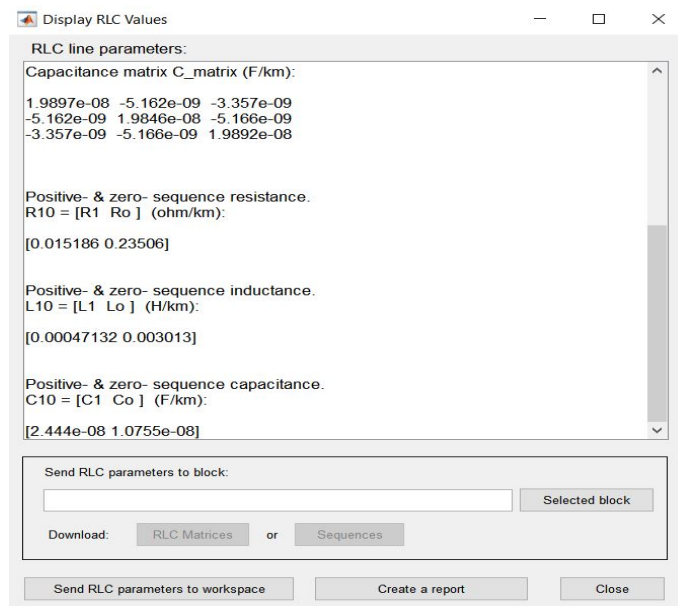 Display RLC Values
RLC line parameters:
Capacitance matrix C_matrix (F/km):
1.9897e-08 -5.162e-09 -3.357e-09
-5.162e-09 1.9846e-08 -5.166e-09
-3.357e-09 -5.166e-09 1.9892e-08
Positive- & zero- sequence resistance.
R10 = [R1 Ro ] (ohm/km):
[0.015186 0.23506]
Positive- & zero- sequence inductance.
L10 = [L1 Lo ] (H/km):
[0.00047132 0.003013]
Positive- & zero- sequence capacitance.
C10 = [C1 Co ] (F/km):
[2.444e-08 1.0755e-08]
Send RLC parameters to block:
Selected block
Download: RLC Matrices or Sequences
Send RLC parameters to workspace Create a report Close